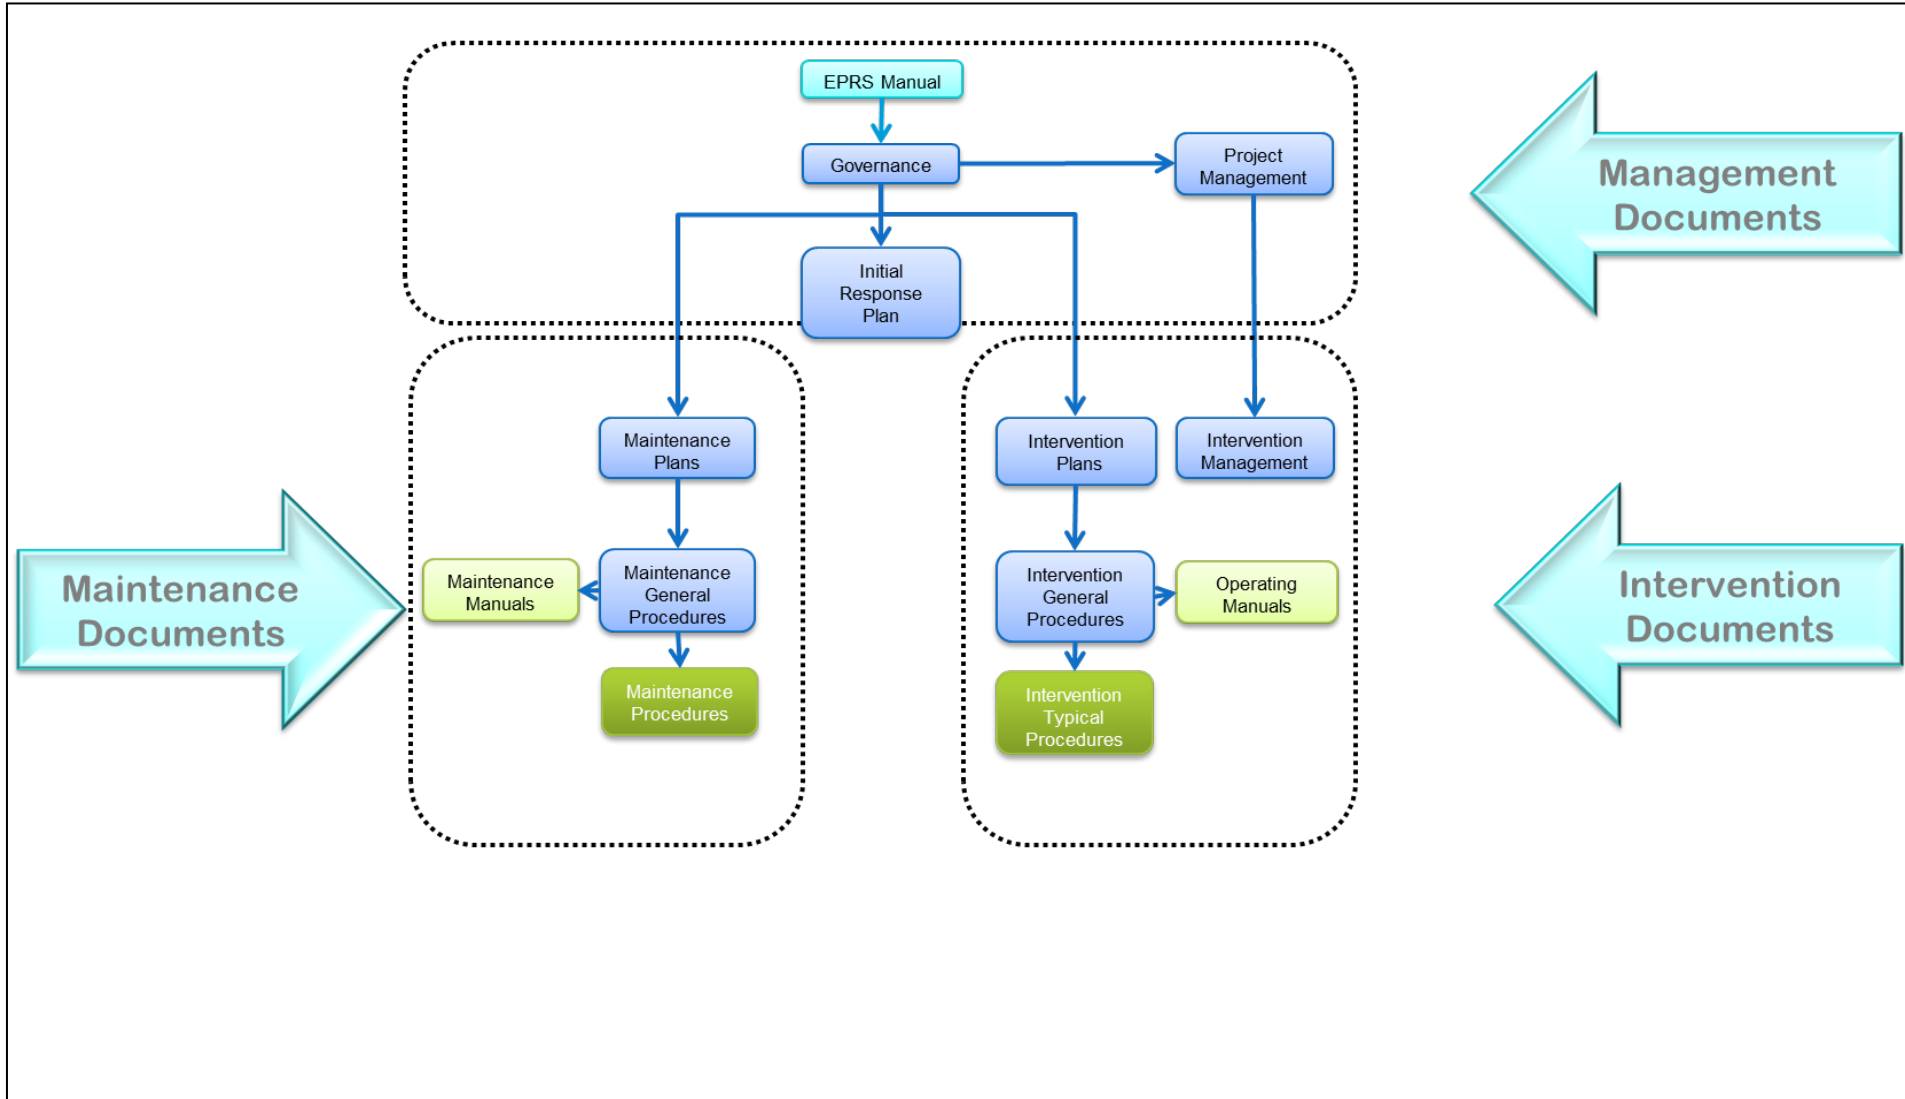 EPRS Manual
Governance
Project
Management
Management
Documents
Initial
Response
Plan
Maintenance
Plans
Intervention
Plans
Intervention
Management
Maintenance
Documents
Maintenance
Manuals
Maintenance
General
Procedures
Intervention
General
Procedures
Operating
Manuals
Intervention
Documents
Maintenance
Procedures
Intervention
Typical
Procedures